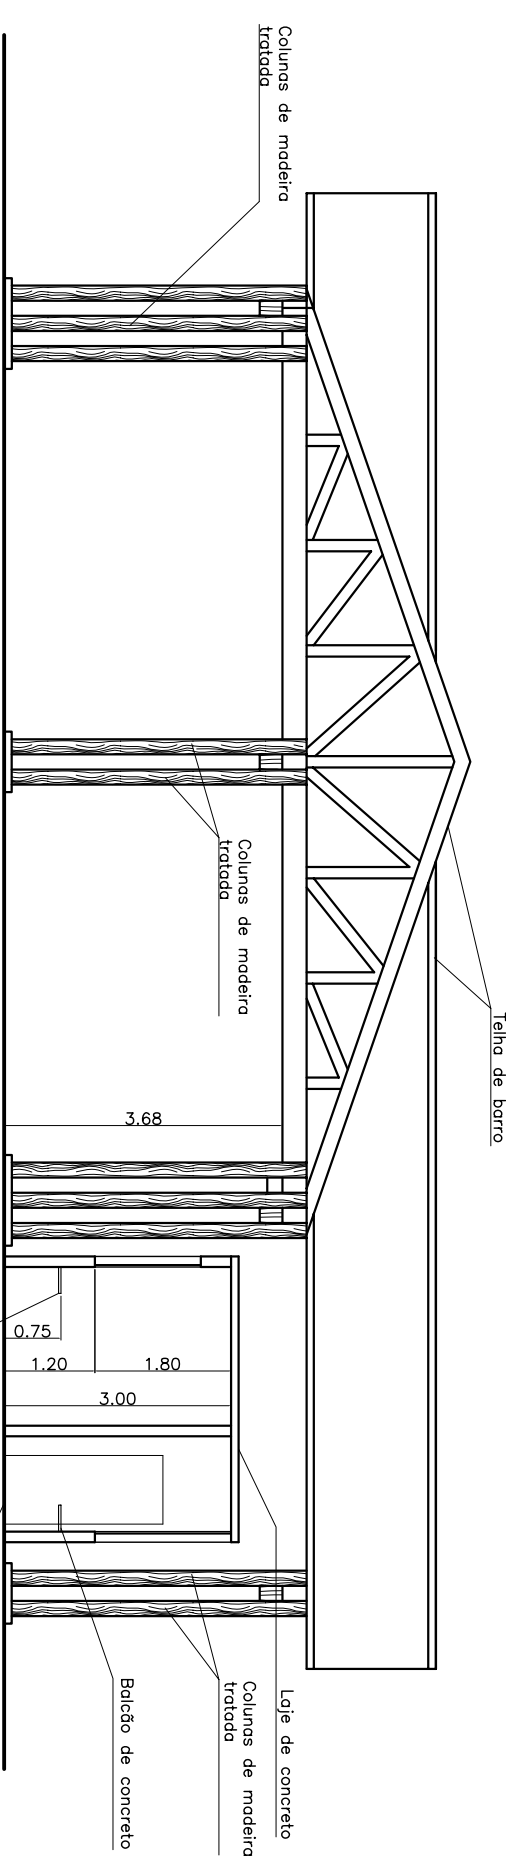 Colunas de madeira
tratada
Telha de barro
Colunas de madeira
tratada
3.68
0.75
1.20
1.80
3.00
Laje de concreto
Colunas de madeira
tratada
Balcão de concreto